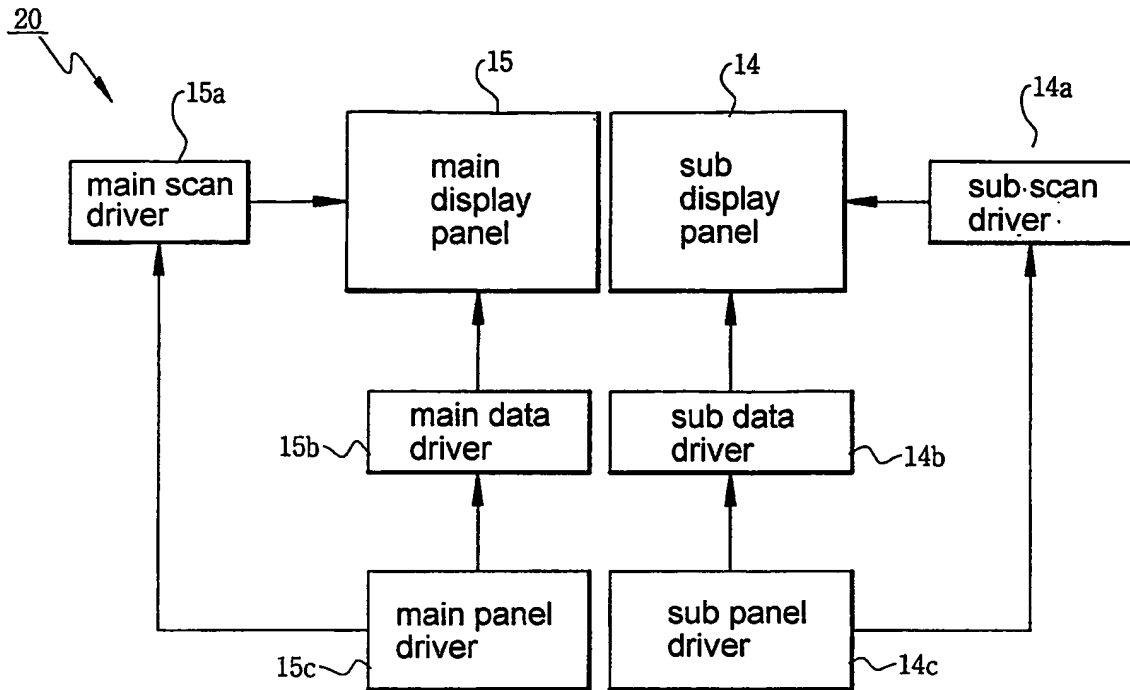 20
15a
15
14
14a
main scan
driver
main
display
panel
sub
display
panel
sub scan
driver
main data
driver
15b
sub data
driver
14b
main panel
driver
15c
sub panel
driver
14c